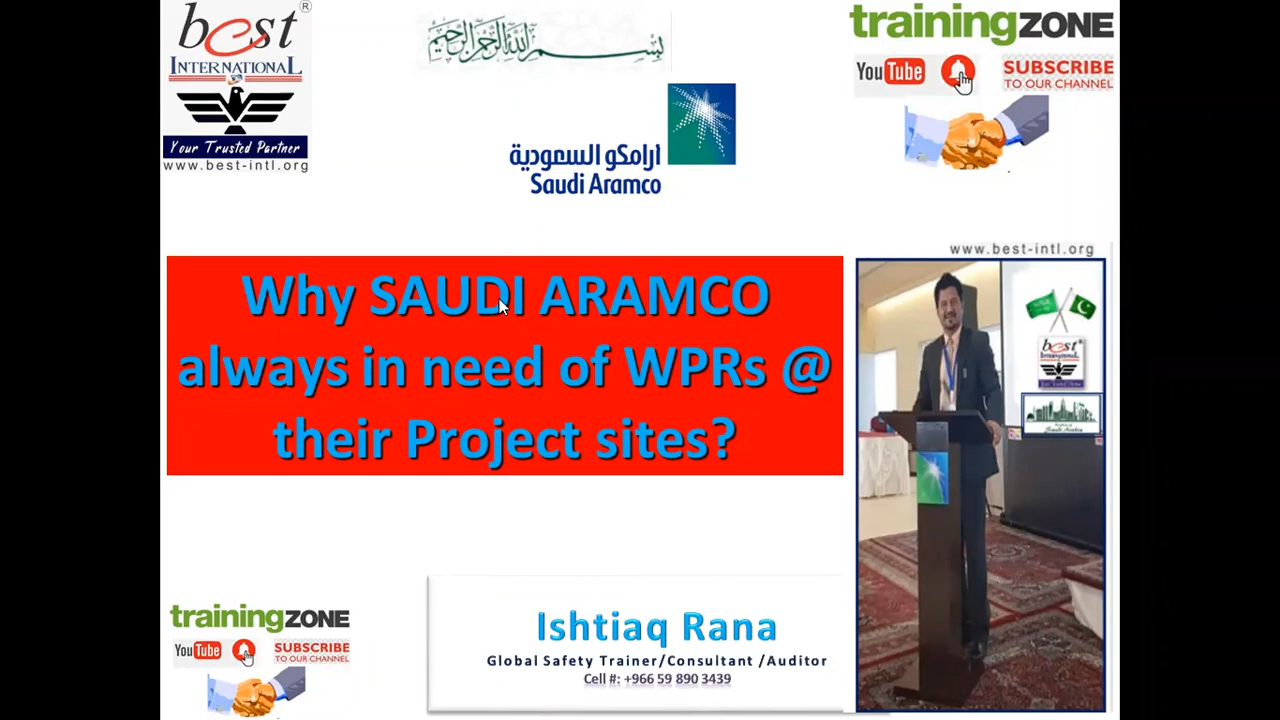 best ®
INTERNATIONAL
Your Trusted Partner
www.best-intl.org
بسم الله الرحمن الرحيم
ارامكو السعودية
Saudi Aramco
trainingZONE
YouTube
SUBSCRIBE
TO OUR CHANNEL
Why SAUDI ARAMCO
always in need of WPRs @
their Project sites?
www.best-intl.org
best
INTERNATIONAL
Saudi Arabia
trainingZONE
YouTube
SUBSCRIBE
TO OUR CHANNEL
Ishtiaq Rana
Global Safety Trainer/Consultant /Auditor
Cell #: +966 59 890 3439